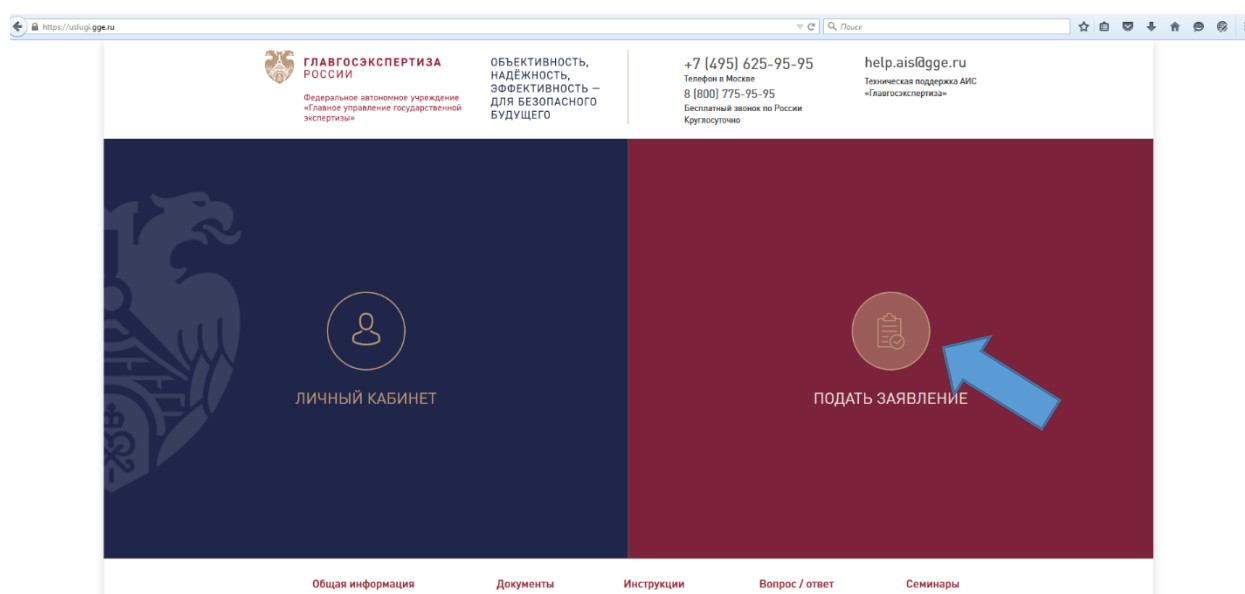 https://uslugi.gge.ru
Поиск
ГЛАВГОСЭКСПЕРТИЗА
РОССИИ
Федеральное автономное учреждение
«Главное управление государственной
экспертизы»
ОБЪЕКТИВНОСТЬ,
НАДЁЖНОСТЬ,
ЭФФЕКТИВНОСТЬ —
ДЛЯ БЕЗОПАСНОГО
БУДУЩЕГО
+7 (495) 625-95-95
Телефон в Москве
8 (800) 775-95-95
Бесплатный звонок по России
Круглосуточно
help.ais@gge.ru
Техническая поддержка АИС
«Главгосэкспертиза»
ЛИЧНЫЙ КАБИНЕТ
ПОДАТЬ ЗАЯВЛЕНИЕ
Общая информация
Документы
Инструкции
Вопрос / ответ
Семинары